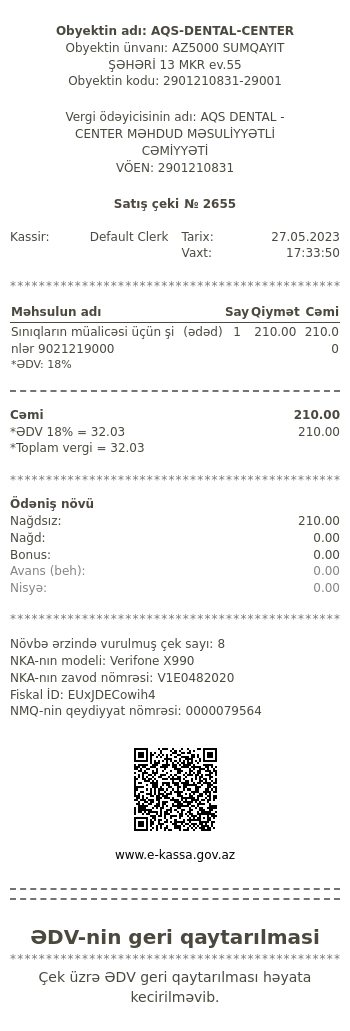 Obyektin adı: AQS-DENTAL-CENTER
Obyektin ünvanı: AZ5000 SUMQAYIT
ŞƏHƏRİ 13 MKR ev.55
Obyektin kodu: 2901210831-29001
Vergi ödəyicisinin adı: AQS DENTAL -
CENTER MƏHDUD MƏSULİYYƏTLİ
CƏMİYYƏTİ
VÖEN: 2901210831
Satış çeki № 2655
Kassir: Default Clerk Tarix: 27.05.2023
Vaxt: 17:33:50
*********************************************
Məhsulun adı Say Qiymət Cəmi
Sınıqların müalicəsi üçün şi (ədəd) 1 210.00 210.0
nlər 9021219000 0
*ƏDV: 18%
Cəmi 210.00
*ƏDV 18% = 32.03 210.00
*Toplam vergi = 32.03
*********************************************
Ödəniş növü
Nağdsız: 210.00
Nağd: 0.00
Bonus: 0.00
Avans (beh): 0.00
Nisyə: 0.00
*********************************************
Növbə ərzində vurulmuş çek sayı: 8
NKA-nın modeli: Verifone X990
NKA-nın zavod nömrəsi: V1E0482020
Fiskal İD: EUxJDECowih4
NMQ-nin qeydiyyat nömrəsi: 0000079564
www.e-kassa.gov.az
ƏDV-nin geri qaytarılması
*********************************************
Çek üzrə ƏDV geri qaytarılması həyata
kecirilməvib.